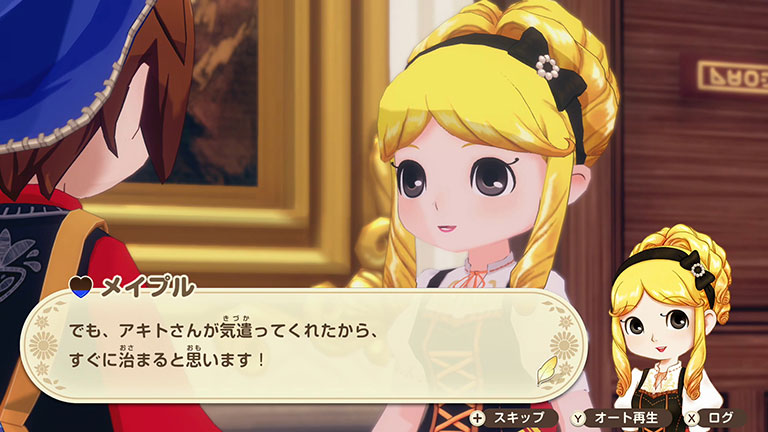 メイプル
でも、アキトさんが気遣ってくれたから、
すぐに治まると思います！
+ スキップ Y オート再生 X ログ